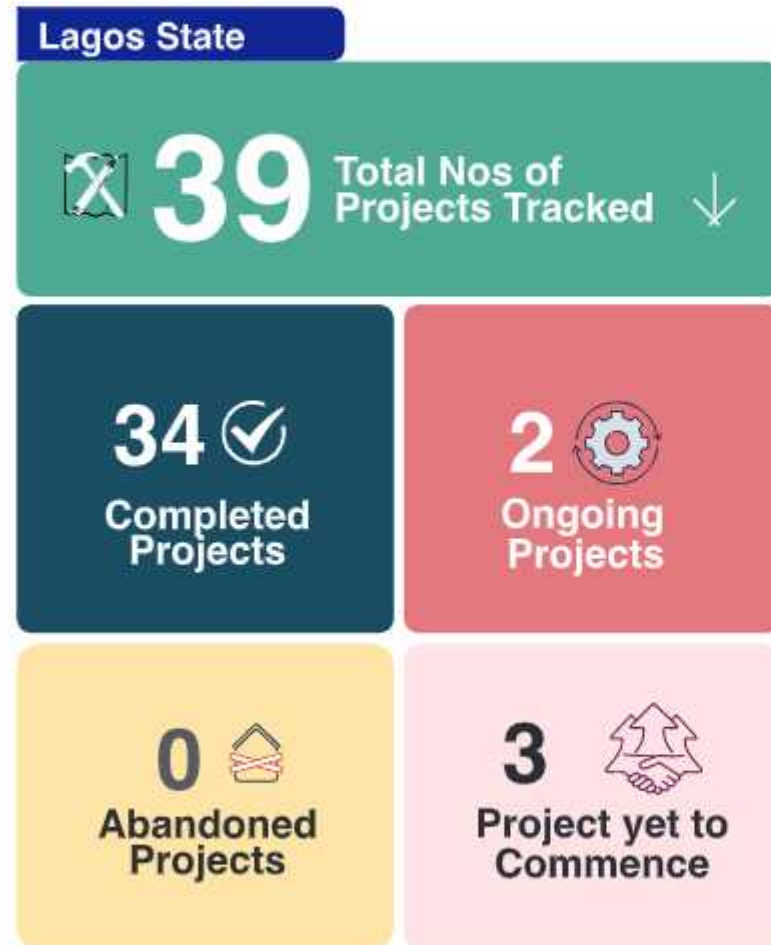 Lagos State
39
Total Nos of
Projects Tracked
34
Completed
Projects
2
Ongoing
Projects
0
Abandoned
Projects
3
Project yet to
Commence